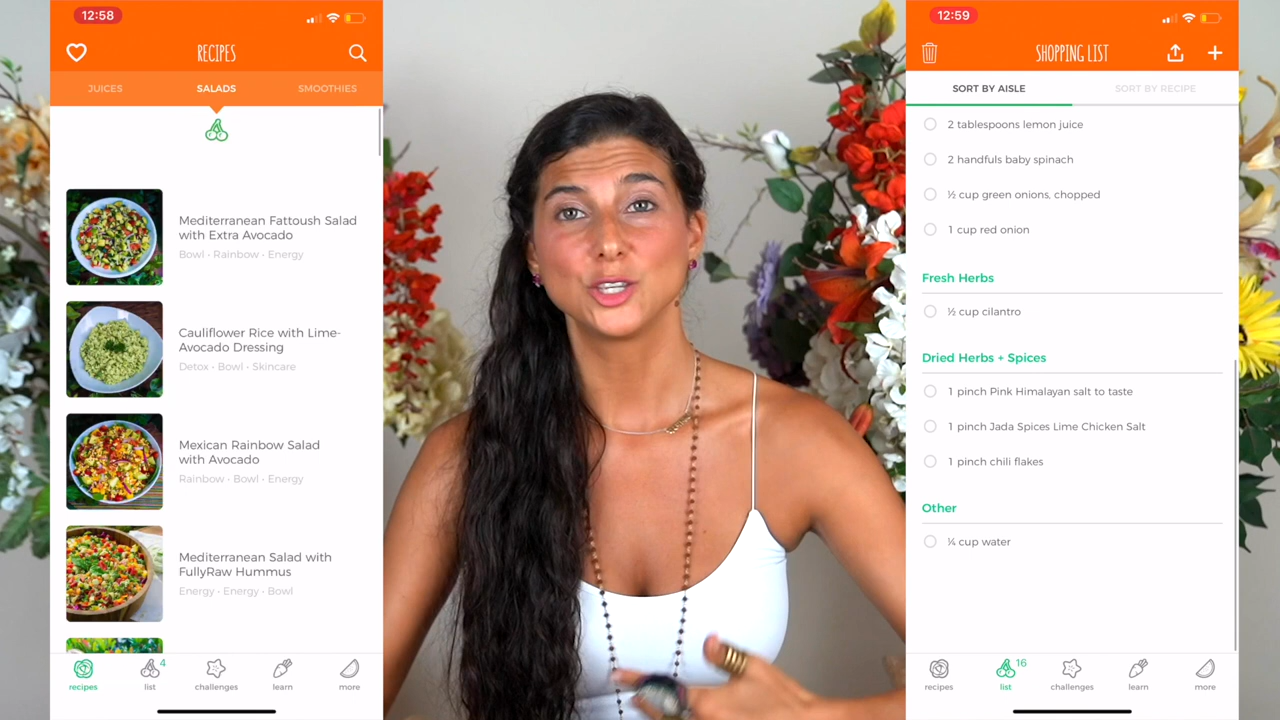 12:58
RECIPES
JUICES
SALADS
SMOOTHIES
Mediterranean Fattoush Salad
with Extra Avocado
Bowl • Rainbow • Energy
Cauliflower Rice with Lime-
Avocado Dressing
Detox • Bowl • Skincare
Mexican Rainbow Salad
with Avocado
Rainbow • Bowl • Energy
Mediterranean Salad with
FullyRaw Hummus
Energy • Energy • Bowl
4
recipes
list
challenges
learn
more
12:59
SHOPPING LIST
SORT BY AISLE
SORT BY RECIPE
2 tablespoons lemon juice
2 handfuls baby spinach
½ cup green onions, chopped
1 cup red onion
Fresh Herbs
½ cup cilantro
Dried Herbs + Spices
1 pinch Pink Himalayan salt to taste
1 pinch Jada Spices Lime Chicken Salt
1 pinch chili flakes
Other
¼ cup water
16
recipes
list
challenges
learn
more